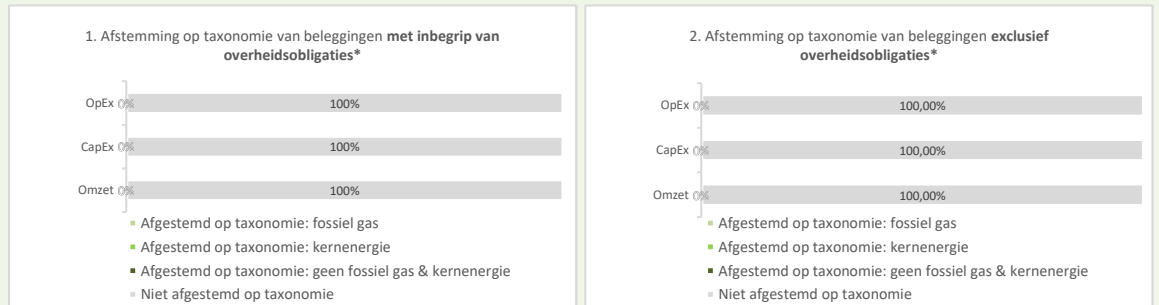 1. Afstemming op taxonomie van beleggingen met inbegrip van
overheidsobligaties*
OpEx 0% 100%
CapEx 0% 100%
Omzet 0% 100%
Afgestemd op taxonomie: fossiel gas
Afgestemd op taxonomie: kernenergie
Afgestemd op taxonomie: geen fossiel gas & kernenergie
Niet afgestemd op taxonomie
2. Afstemming op taxonomie van beleggingen exclusief
overheidsobligaties*
OpEx 0% 100,00%
CapEx 0% 100,00%
Omzet 0% 100,00%
Afgestemd op taxonomie: fossiel gas
Afgestemd op taxonomie: kernenergie
Afgestemd op taxonomie: geen fossiel gas & kernenergie
Niet afgestemd op taxonomie